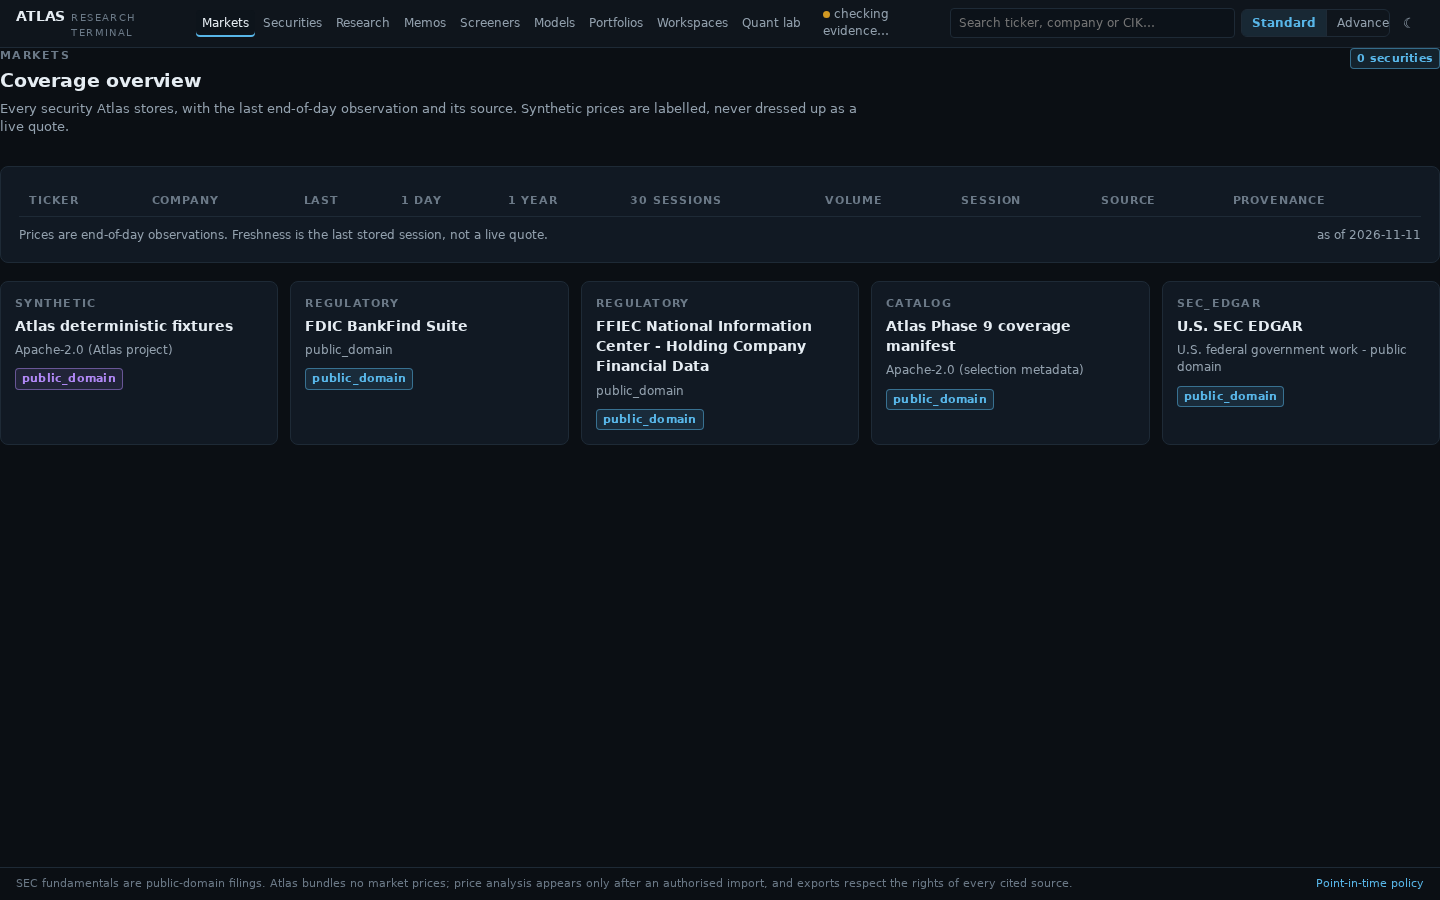 ATLAS RESEARCH TERMINAL
Markets Securities Research Memos Screeners Models Portfolios Workspaces Quant lab
checking evidence...
Search ticker, company or CIK...
Standard Advance
MARKETS
0 securities
Coverage overview
Every security Atlas stores, with the last end-of-day observation and its source. Synthetic prices are labelled, never dressed up as a
live quote.
TICKER COMPANY LAST 1 DAY 1 YEAR 30 SESSIONS VOLUME SESSION SOURCE PROVENANCE
Prices are end-of-day observations. Freshness is the last stored session, not a live quote.
as of 2026-11-11
SYNTHETIC
Atlas deterministic fixtures
Apache-2.0 (Atlas project)
public_domain
REGULATORY
FDIC BankFind Suite
public_domain
public_domain
REGULATORY
FFIEC National Information
Center - Holding Company
Financial Data
public_domain
public_domain
CATALOG
Atlas Phase 9 coverage
manifest
Apache-2.0 (selection metadata)
public_domain
SEC_EDGAR
U.S. SEC EDGAR
U.S. federal government work - public
domain
public_domain
SEC fundamentals are public-domain filings. Atlas bundles no market prices; price analysis appears only after an authorised import, and exports respect the rights of every cited source.
Point-in-time policy